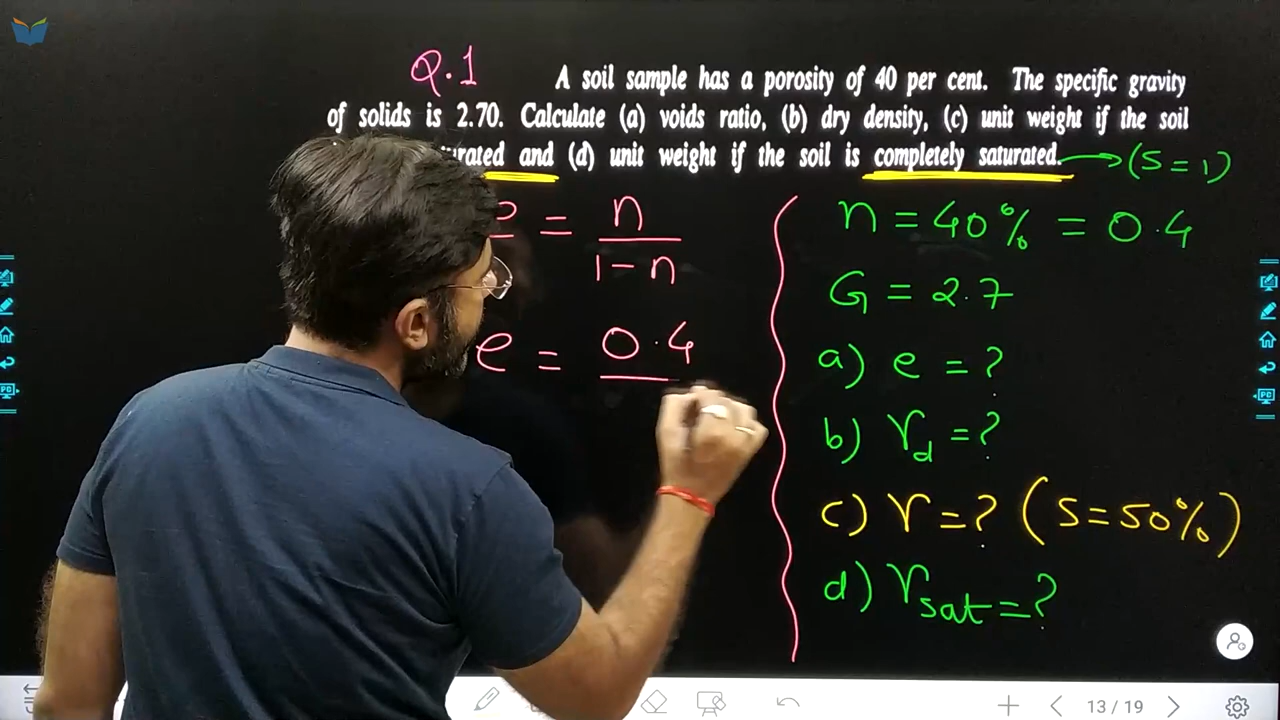 Q.1 A soil sample has a porosity of 40 per cent. The specific gravity
of solids is 2.70. Calculate (a) voids ratio, (b) dry density, (c) unit weight if the soil
and (d) unit weight if the soil is completely saturated. → (S = 1)
= n / 1 - n
e = 0.4
n = 40% = 0.4
G = 2.7
a) e = ?
b) γd = ?
c) γ = ? (S = 50%)
d) γsat = ?
13 / 19